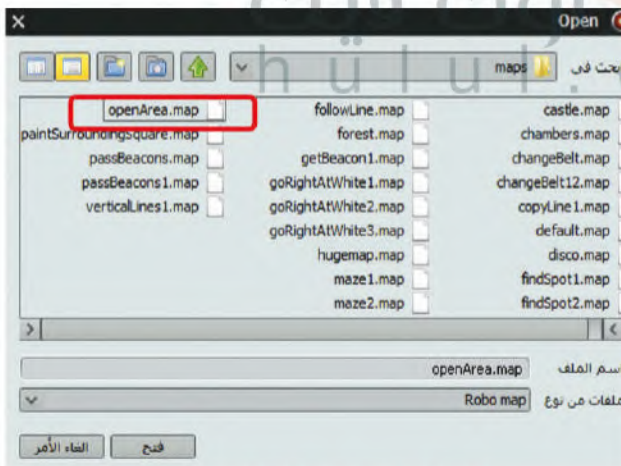 Open
بحث في maps
castle.map
chambers.map
changeBelt.map
changeBelt12.map
copyLine1.map
default.map
disco.map
findSpot1.map
findSpot2.map
followLine.map
forest.map
getBeacon1.map
goRightAtWhite1.map
goRightAtWhite2.map
goRightAtWhite3.map
hugemap.map
maze1.map
maze2.map
openArea.map
paintSurroundingSquare.map
passBeacons.map
passBeacons1.map
verticalLines1.map
اسم الملف openArea.map
ملفات من نوع Robo map
فتح
الغاء الأمر
hulul.